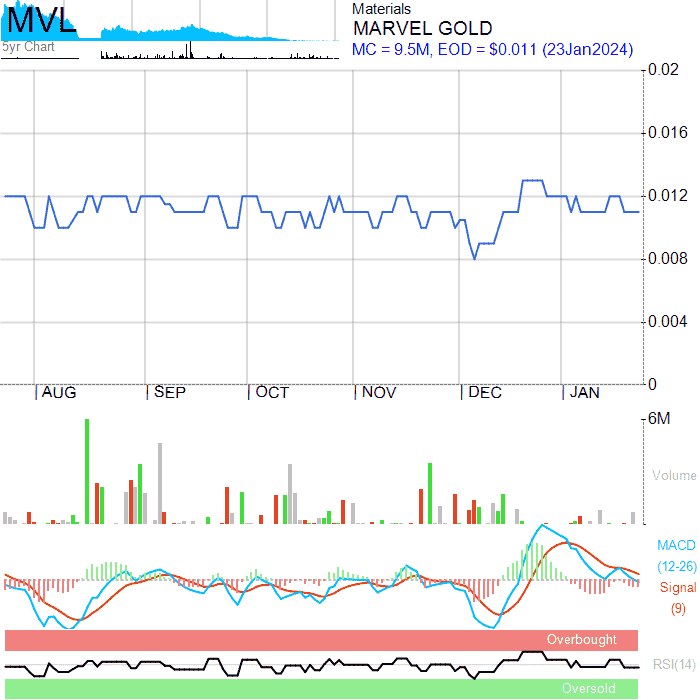 MVL
5yr Chart
Materials
MARVEL GOLD
MC = 9.5M, EOD = $0.011 (23Jan2024)
0.02
0.016
0.012
0.008
0.004
0
AUG SEP OCT NOV DEC JAN
6M
Volume
MACD
(12-26)
Signal
(9)
Overbought
RSI(14)
Oversold